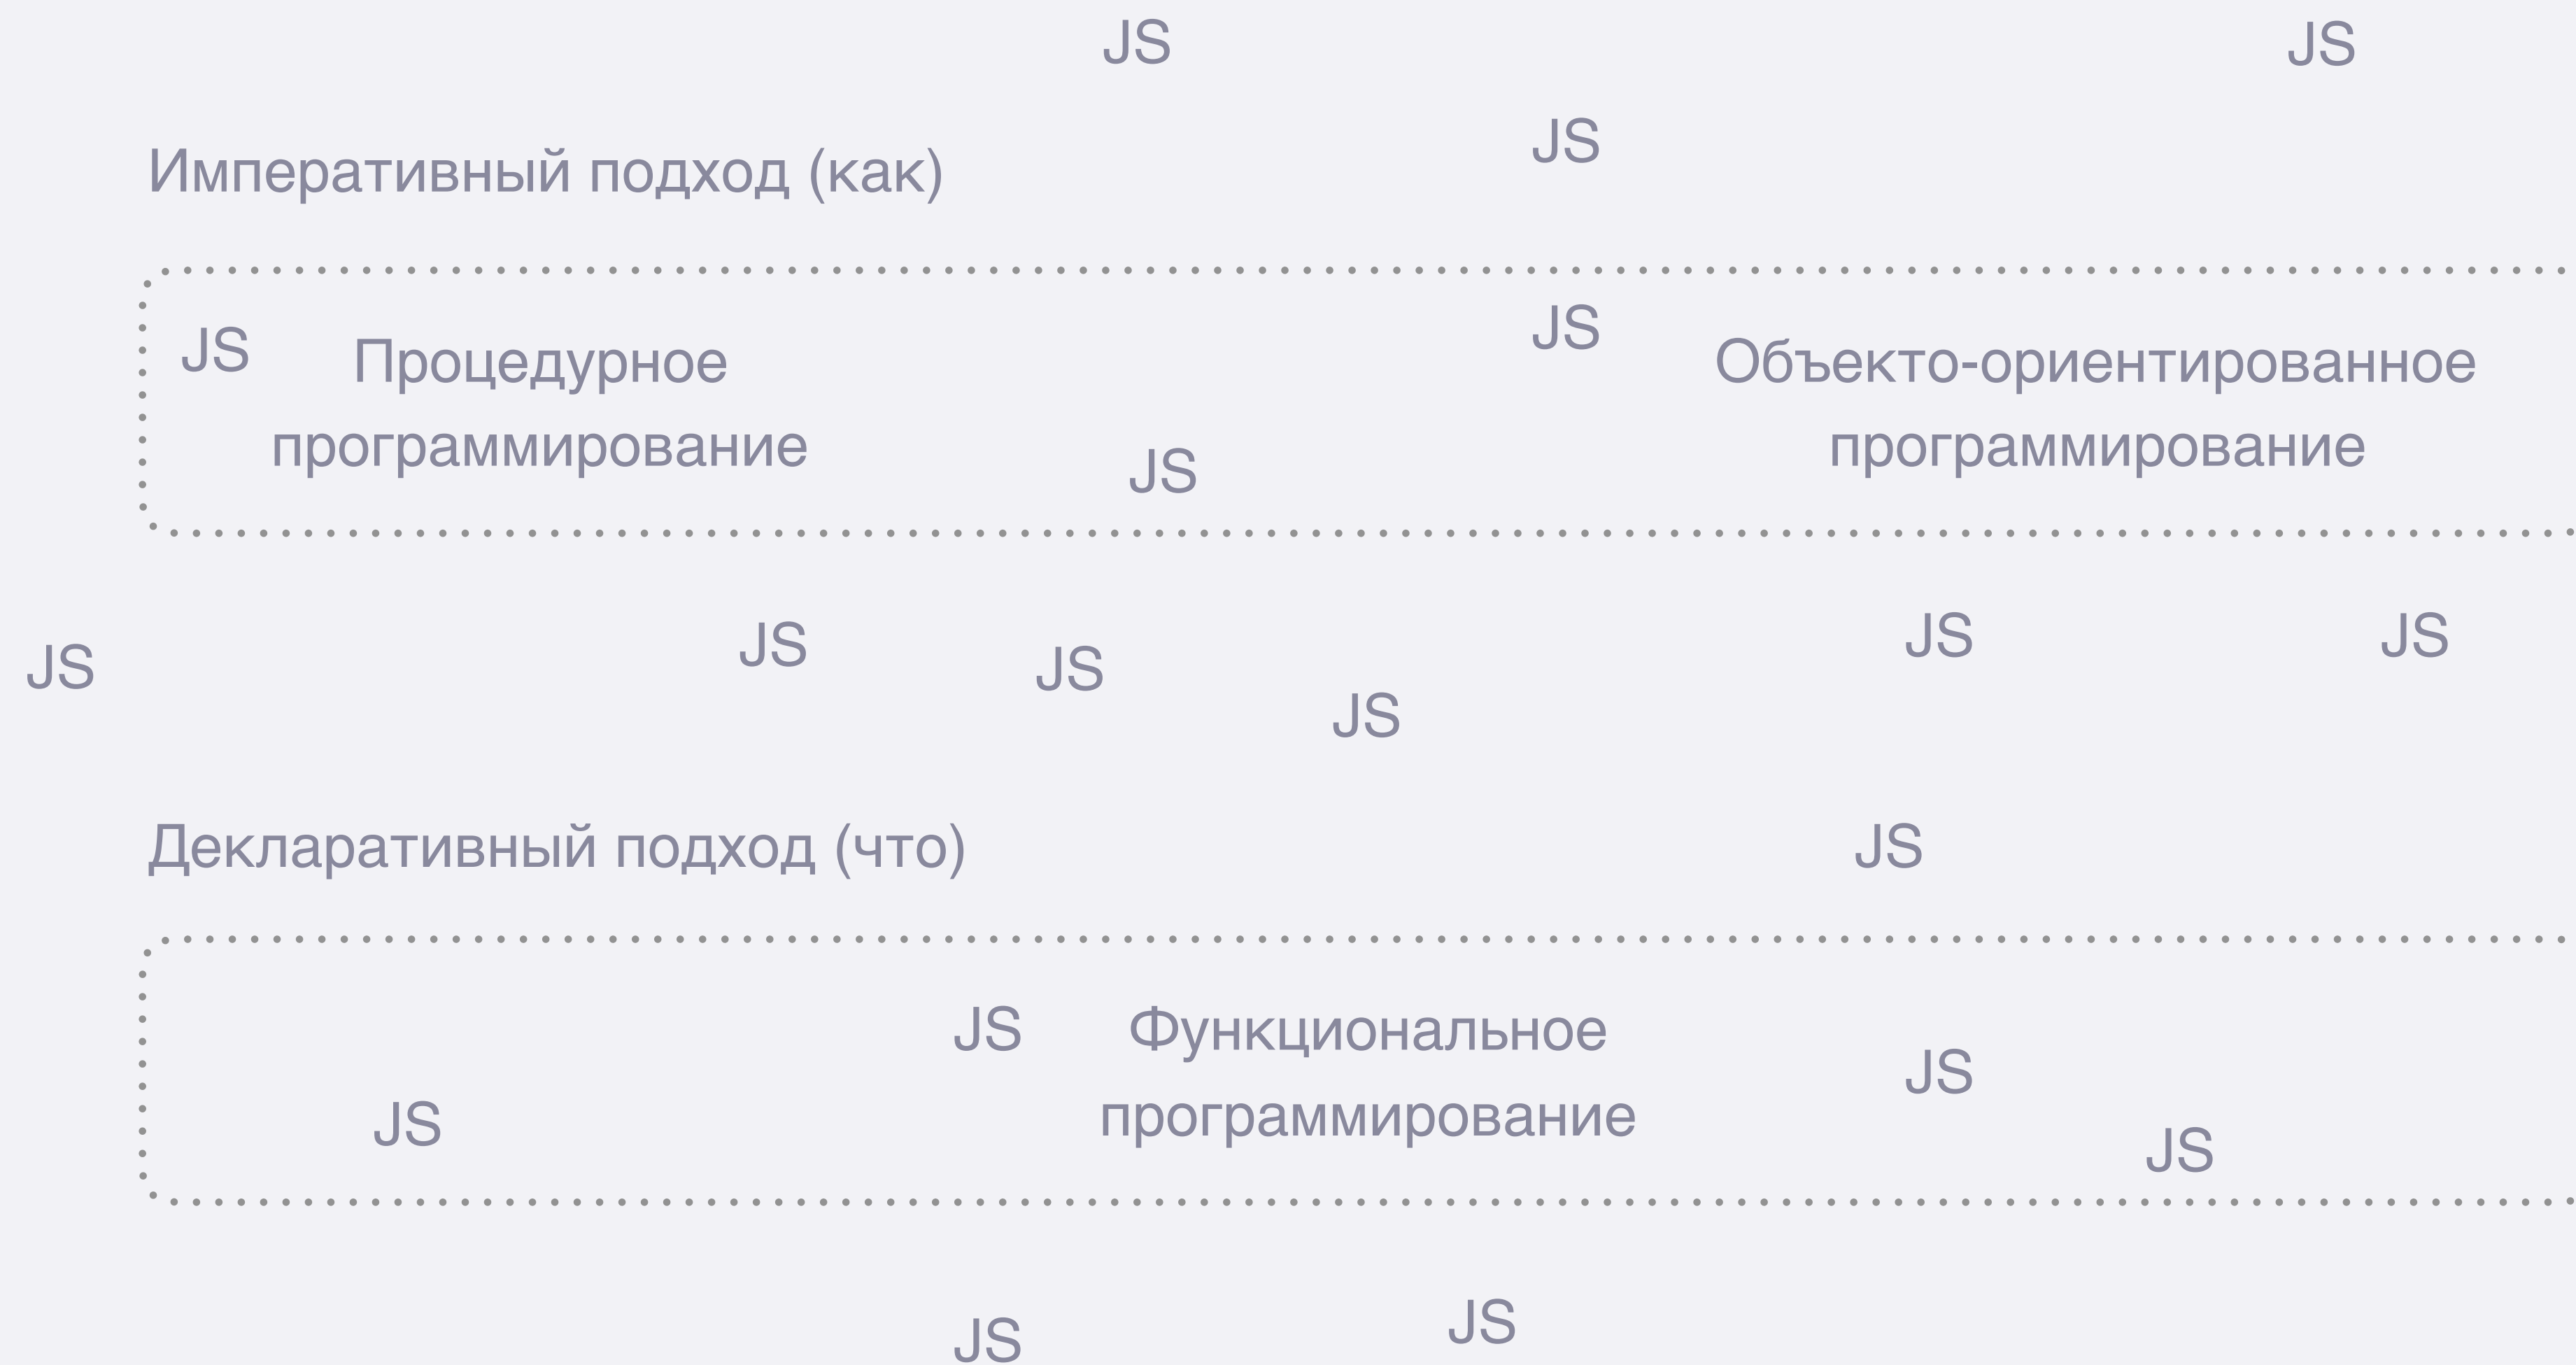 JS
JS
JS
Императивный подход (как)
JS
JS
Процедурное
программирование
Объекто-ориентированное
программирование
JS
JS
JS
JS
JS
JS
JS
JS
Декларативный подход (что)
JS
JS
Функциональное
программирование
JS
JS
JS
JS
JS